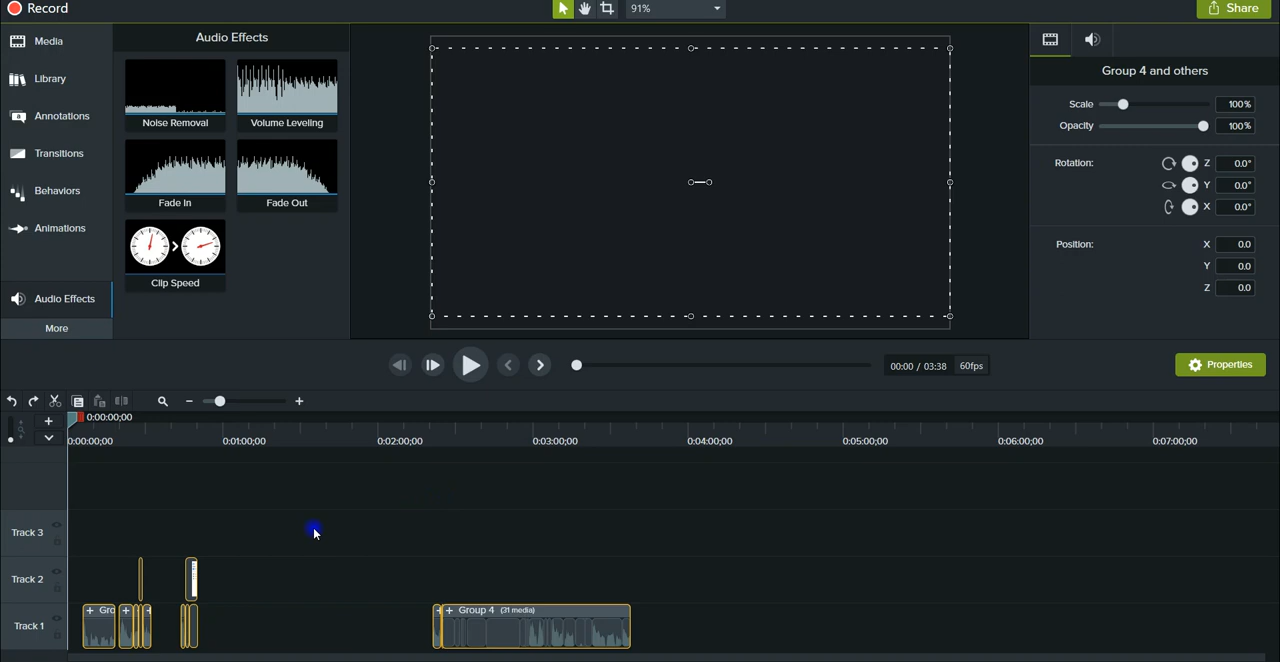 Record
91%
Share
Media
Library
Annotations
Transitions
Behaviors
Animations
Audio Effects
More
Audio Effects
Noise Removal
Volume Leveling
Fade In
Fade Out
Clip Speed
Group 4 and others
Scale 100%
Opacity 100%
Rotation: Z 0.0°
Y 0.0°
X 0.0°
Position: X 0.0
Y 0.0
Z 0.0
00:00 / 03:38 60fps
Properties
0:00:00;00
0:00:00;00 0:01:00;00 0:02:00;00 0:03:00;00 0:04:00;00 0:05:00;00 0:06:00;00 0:07:00;00
Track 3
Track 2
Track 1
+ Gro
+ Group 4 (31 media)